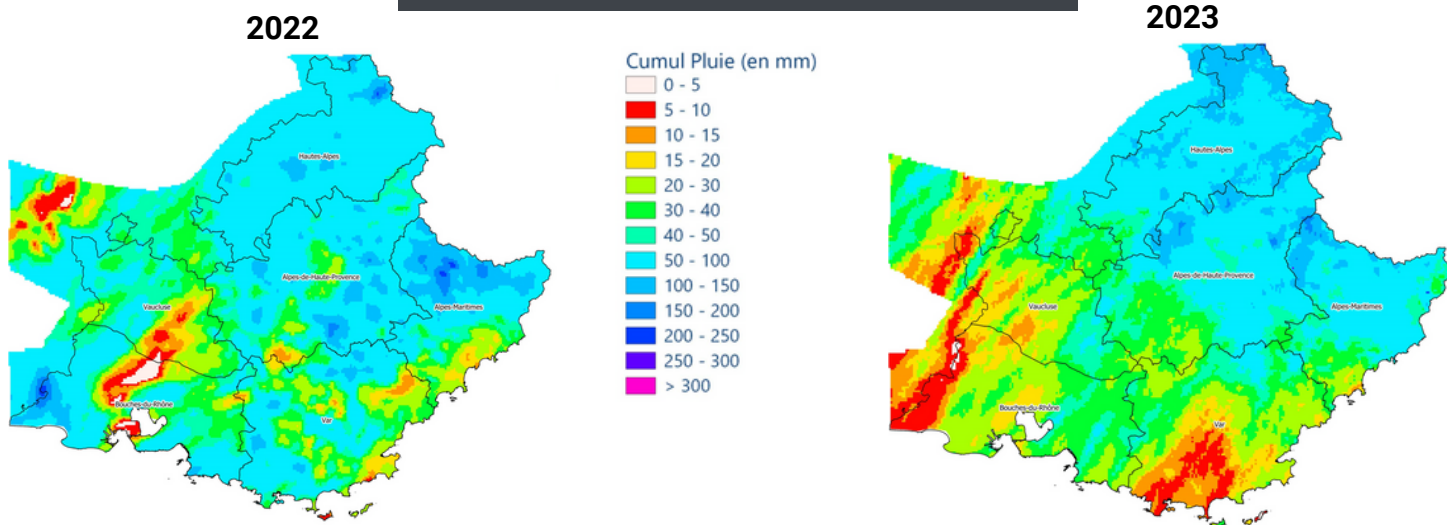 2022
2023
Cumul Pluie (en mm)
0 - 5
5 - 10
10 - 15
15 - 20
20 - 30
30 - 40
40 - 50
50 - 100
100 - 150
150 - 200
200 - 250
250 - 300
> 300
Hautes-Alpes
Alpes-de-Haute-Provence
Vaucluse
Alpes-Maritimes
Bouches-du-Rhône
Var
Hautes-Alpes
Alpes-de-Haute-Provence
Vaucluse
Alpes-Maritimes
Bouches-du-Rhône
Var